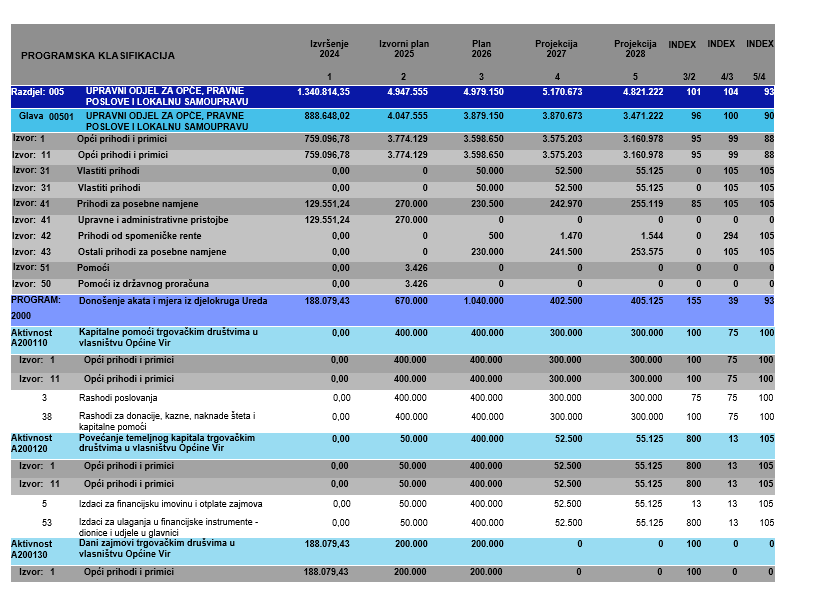 PROGRAMSKA KLASIFIKACIJA Izvršenje 2024 Izvorni plan 2025 Plan 2026 Projekcija 2027 Projekcija 2028 INDEX INDEX INDEX
1 2 3 4 5 3/2 4/3 5/4
Razdjel: 005 UPRAVNI ODJEL ZA OPĆE, PRAVNE POSLOVE I LOKALNU SAMOUPRAVU 1.340.814,35 4.947.555 4.979.150 5.170.673 4.821.222 101 104 93
Glava 00501 UPRAVNI ODJEL ZA OPĆE, PRAVNE POSLOVE I LOKALNU SAMOUPRAVU 888.648,02 4.047.555 3.879.150 3.870.673 3.471.222 96 100 90
Izvor: 1 Opći prihodi i primici 759.096,78 3.774.129 3.598.650 3.575.203 3.160.978 95 99 88
Izvor: 11 Opći prihodi i primici 759.096,78 3.774.129 3.598.650 3.575.203 3.160.978 95 99 88
Izvor: 31 Vlastiti prihodi 0,00 0 50.000 52.500 55.125 0 105 105
Izvor: 31 Vlastiti prihodi 0,00 0 50.000 52.500 55.125 0 105 105
Izvor: 41 Prihodi za posebne namjene 129.551,24 270.000 230.500 242.970 255.119 85 105 105
Izvor: 41 Upravne i administrativne pristojbe 129.551,24 270.000 0 0 0 0 0 0
Izvor: 42 Prihodi od spomeničke rente 0,00 0 500 1.470 1.544 0 294 105
Izvor: 43 Ostali prihodi za posebne namjene 0,00 0 230.000 241.500 253.575 0 105 105
Izvor: 51 Pomoći 0,00 3.426 0 0 0 0 0 0
Izvor: 50 Pomoći iz državnog proračuna 0,00 3.426 0 0 0 0 0 0
PROGRAM: 2000 Donošenje akata i mjera iz djelokruga Ureda 188.079,43 670.000 1.040.000 402.500 405.125 155 39 93
Aktivnost A200110 Kapitalne pomoći trgovačkim društvima u vlasništvu Općine Vir 0,00 400.000 400.000 300.000 300.000 100 75 100
Izvor: 1 Opći prihodi i primici 0,00 400.000 400.000 300.000 300.000 100 75 100
Izvor: 11 Opći prihodi i primici 0,00 400.000 400.000 300.000 300.000 100 75 100
3 Rashodi poslovanja 0,00 400.000 400.000 300.000 300.000 75 75 100
38 Rashodi za donacije, kazne, naknade šteta i kapitalne pomoći 0,00 400.000 400.000 300.000 300.000 100 75 100
Aktivnost A200120 Povećanje temeljnog kapitala trgovačkim društvima u vlasništvu Općine Vir 0,00 50.000 400.000 52.500 55.125 800 13 105
Izvor: 1 Opći prihodi i primici 0,00 50.000 400.000 52.500 55.125 800 13 105
Izvor: 11 Opći prihodi i primici 0,00 50.000 400.000 52.500 55.125 800 13 105
5 Izdaci za financijsku imovinu i otplate zajmova 0,00 50.000 400.000 52.500 55.125 13 13 105
53 Izdaci za ulaganja u financijske instrumente - dionice i udjele u glavnici 0,00 50.000 400.000 52.500 55.125 800 13 105
Aktivnost A200130 Dani zajmovi trgovačkim drušvima u vlasništvu Općine Vir 188.079,43 200.000 200.000 0 0 100 0 0
Izvor: 1 Opći prihodi i primici 188.079,43 200.000 200.000 0 0 100 0 0